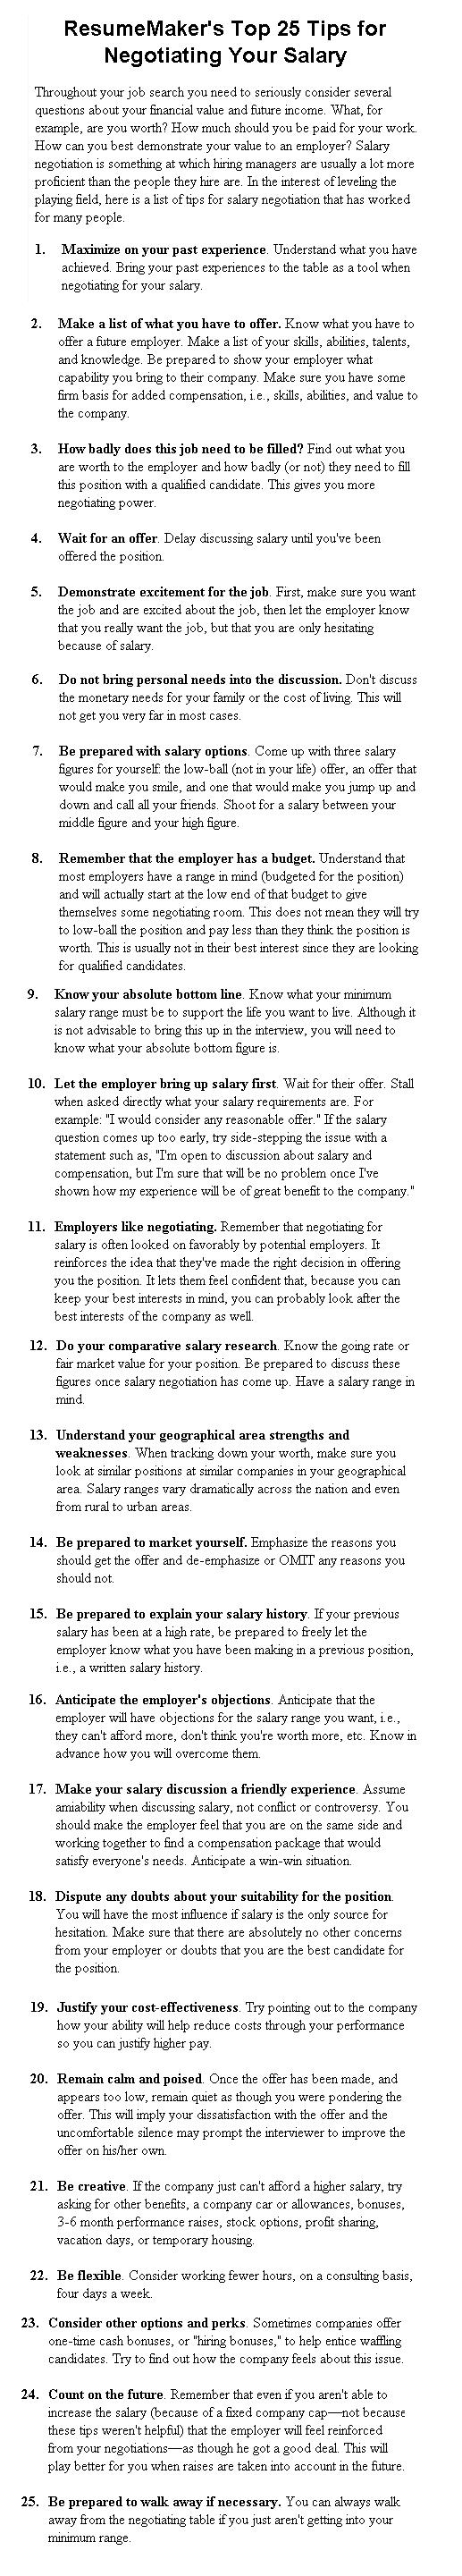 ResumeMaker's Top 25 Tips for
Negotiating Your Salary
Throughout your job search you need to seriously consider several
questions about your financial value and future income. What, for
example, are you worth? How much should you be paid for your work.
How can you best demonstrate your value to an employer? Salary
negotiation is something at which hiring managers are usually a lot more
proficient than the people they hire are. In the interest of leveling the
playing field, here is a list of tips for salary negotiation that has worked
for many people.
1. Maximize on your past experience. Understand what you have
achieved. Bring your past experiences to the table as a tool when
negotiating for your salary.
2. Make a list of what you have to offer. Know what you have to
offer a future employer. Make a list of your skills, abilities, talents,
and knowledge. Be prepared to show your employer what
capability you bring to their company. Make sure you have some
firm basis for added compensation, i.e., skills, abilities, and value to
the company.
3. How badly does this job need to be filled? Find out what you
are worth to the employer and how badly (or not) they need to fill
this position with a qualified candidate. This gives you more
negotiating power.
4. Wait for an offer. Delay discussing salary until you've been
offered the position.
5. Demonstrate excitement for the job. First, make sure you want
the job and are excited about the job, then let the employer know
that you really want the job, but that you are only hesitating
because of salary.
6. Do not bring personal needs into the discussion. Don't discuss
the monetary needs for your family or the cost of living. This will
not get you very far in most cases.
7. Be prepared with salary options. Come up with three salary
figures for yourself: the low-ball (not in your life) offer, an offer that
would make you smile, and one that would make you jump up and
down and call all your friends. Shoot for a salary between your
middle figure and your high figure.
8. Remember that the employer has a budget. Understand that
most employers have a range in mind (budgeted for the position)
and will actually start at the low end of that budget to give
themselves some negotiating room. This does not mean they will try
to low-ball the position and pay less than they think the position is
worth. This is usually not in their best interest since they are looking
for qualified candidates.
9. Know your absolute bottom line. Know what your minimum
salary range must be to support the life you want to live. Although it
is not advisable to bring this up in the interview, you will need to
know what your absolute bottom figure is.
10. Let the employer bring up salary first. Wait for their offer. Stall
when asked directly what your salary requirements are. For
example: "I would consider any reasonable offer." If the salary
question comes up too early, try side-stepping the issue with a
statement such as, "I'm open to discussion about salary and
compensation, but I'm sure that will be no problem once I've
shown how my experience will be of great benefit to the company."
11. Employers like negotiating. Remember that negotiating for
salary is often looked on favorably by potential employers. It
reinforces the idea that they've made the right decision in offering
you the position. It lets them feel confident that, because you can
keep your best interests in mind, you can probably look after the
best interests of the company as well.
12. Do your comparative salary research. Know the going rate or
fair market value for your position. Be prepared to discuss these
figures once salary negotiation has come up. Have a salary range in
mind.
13. Understand your geographical area strengths and
weaknesses. When tracking down your worth, make sure you
look at similar positions at similar companies in your geographical
area. Salary ranges vary dramatically across the nation and even
from rural to urban areas.
14. Be prepared to market yourself. Emphasize the reasons you
should get the offer and de-emphasize or OMIT any reasons you
should not.
15. Be prepared to explain your salary history. If your previous
salary has been at a high rate, be prepared to freely let the
employer know what you have been making in a previous position,
i.e., a written salary history.
16. Anticipate the employer's objections. Anticipate that the
employer will have objections for the salary range you want, i.e.,
they can't afford more, don't think you're worth more, etc. Know in
advance how you will overcome them.
17. Make your salary discussion a friendly experience. Assume
amiability when discussing salary, not conflict or controversy. You
should make the employer feel that you are on the same side and
working together to find a compensation package that would
satisfy everyone's needs. Anticipate a win-win situation.
18. Dispute any doubts about your suitability for the position.
You will have the most influence if salary is the only source for
hesitation. Make sure that there are absolutely no other concerns
from your employer or doubts that you are the best candidate for
the position.
19. Justify your cost-effectiveness. Try pointing out to the company
how your ability will help reduce costs through your performance
so you can justify higher pay.
20. Remain calm and poised. Once the offer has been made, and
appears too low, remain quiet as though you were pondering the
offer. This will imply your dissatisfaction with the offer and the
uncomfortable silence may prompt the interviewer to improve the
offer on his/her own.
21. Be creative. If the company just can't afford a higher salary, try
asking for other benefits, a company car or allowances, bonuses,
3-6 month performance raises, stock options, profit sharing,
vacation days, or temporary housing.
22. Be flexible. Consider working fewer hours, on a consulting basis,
four days a week.
23. Consider other options and perks. Sometimes companies offer
one-time cash bonuses, or "hiring bonuses," to help entice waffling
candidates. Try to find out how the company feels about this issue.
24. Count on the future. Remember that even if you aren't able to
increase the salary (because of a fixed company cap—not because
these tips weren't helpful) that the employer will feel reinforced
from your negotiations—as though he got a good deal. This will
play better for you when raises are taken into account in the future.
25. Be prepared to walk away if necessary. You can always walk
away from the negotiating table if you just aren't getting into your
minimum range.